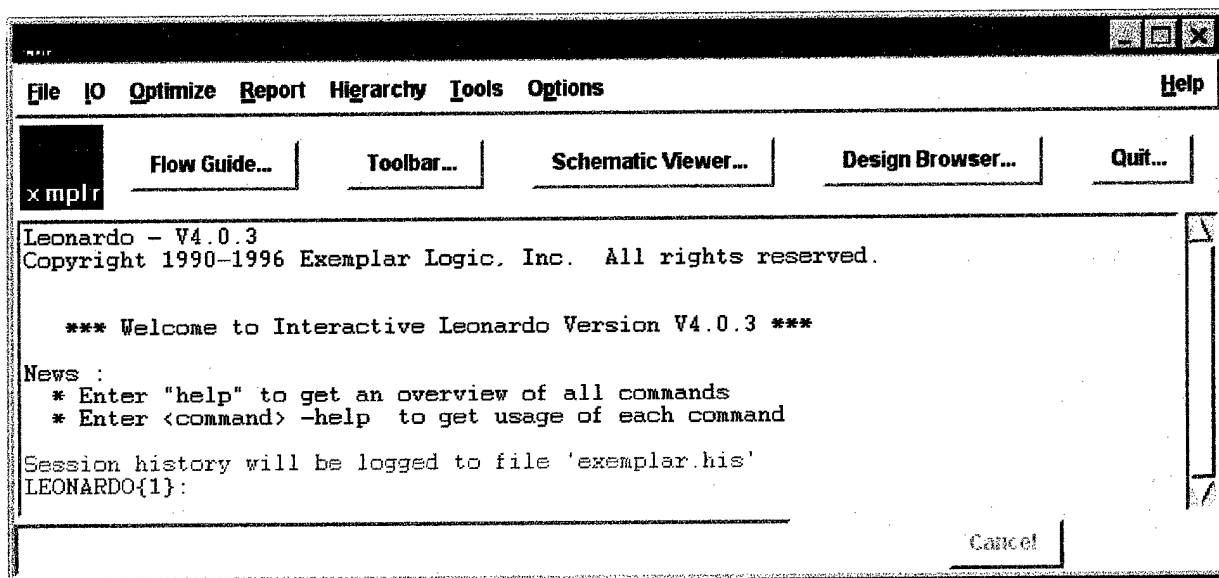 xmplr
File IO Optimize Report Hierarchy Tools Options Help
xmplr
Flow Guide... Toolbar... Schematic Viewer... Design Browser... Quit...
Leonardo – V4.0.3
Copyright 1990–1996 Exemplar Logic, Inc. All rights reserved.
*** Welcome to Interactive Leonardo Version V4.0.3 ***
News :
* Enter "help" to get an overview of all commands
* Enter <command> –help to get usage of each command
Session history will be logged to file 'exemplar.his'
LEONARDO{1}:
Cancel